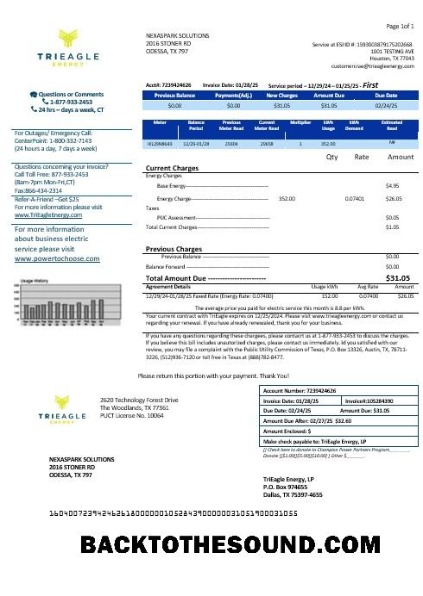 Page 1 of 1
TRIEAGLE
ENERGY
NEXASPARK SOLUTIONS
2016 STONER RD
ODESSA, TX 797
Service at ESI ID #: 1593003879175202668
1001 TEXAS AVE
Houston, TX 77043
customercare@trieagleenergy.com
Acct#: 7239424626 Invoice Date: 01/28/25 Service period – 12/29/24 – 01/25/25 - First
Previous Balance Payments(Adj.) New Charges Amount Due Due Date
$0.00 $0.00 $31.05 $31.05 02/24/25
Questions or Comments
1-877-933-2453
24 hrs – 7 days, a week, CT
For Outages/ Emergency Call:
CenterPoint: 1-800-332-7143
(24 hours a day, 7 days a week)
Questions concerning your invoice?
Call Toll Free: 877-933-2453
(8am-7pm: Mon-Fri,CT)
Fax:866-434-2314
Refer-A-Friend –Get $25
For more information please visit
www.TriEagleEnergy.com
For more information
about business electric
service please visit
www.powertochoose.com
Usage History
Meter Balance Period Previous Meter Read Current Meter Read Multiplier kWh Usage kWh Demand Estimated Read
1 352.00
Qty Rate Amount
Current Charges
Energy Charges
Base Energy $4.95
Energy Charge 352.00 0.07401 $26.05
Taxes
PUC Assessment $0.05
Total Current Charges $1.05
Previous Charges
Previous Balance $0.00
Balance Forward $0.00
Total Amount Due $31.05
Agreement Details Usage kWh Avg Rate Amount
12/29/24-01/28/25 Fixed Rate (Energy Rate: 0.07400) 352.00 0.07400 $26.05
The average price you paid for electric service this month is 8.8 per kWh.
Your current contract with TriEagle expires on 12/25/2024. Please visit www.trieagleenergy.com or contact us
regarding your renewal. If you have already renewed, thank you for your business.
If you have questions regarding these charges, please contact us at 1-877-933-2453 to discuss the charges.
If you believe this bill includes unauthorized charges, please contact us immediately. Id you satisfied with our
review, you may file a complaint with the Public Utility Commission of Texas, P.O. Box 13326, Austin, TX, 78711-
3226, (512)936-7120 or toll free in Texas at (888)782-8477.
Please return this portion with your payment. Thank You!
TRIEAGLE
ENERGY
2620 Technology Forest Drive
The Woodlands, TX 77361
PUCT License No. 10064
Account Number: 7239424626
Invoice Date: 01/28/25 Invoice#:105284390
Due Date: 02/24/25 Amount Due: $31.05
Amount Due After: 02/27/25 $32.60
Amount Enclosed: $
Make check payable to: TriEagle Energy, LP
[] Check here to donate to Champion Power Partners Program
Donate []$1.00[]$5.00[]$10.00[] Other $
NEXASPARK SOLUTIONS
2016 STONER RD
ODESSA, TX 797
TriEagle Energy, LP
P.O. Box 974655
Dallas, TX 75397-4655
BACKTOTHESOUND.COM